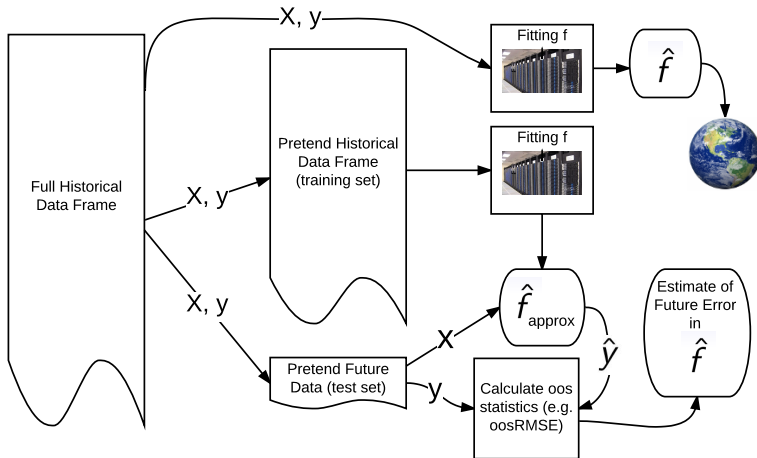 X, y
Fitting f
f̂
Full Historical
Data Frame
Pretend Historical
Data Frame
(training set)
X, y
Fitting f
X, y
f̂ approx
Estimate of
Future Error
in
f̂
X
ŷ
Pretend Future
Data (test set)
y
Calculate oos
statistics (e.g.
oosRMSE)